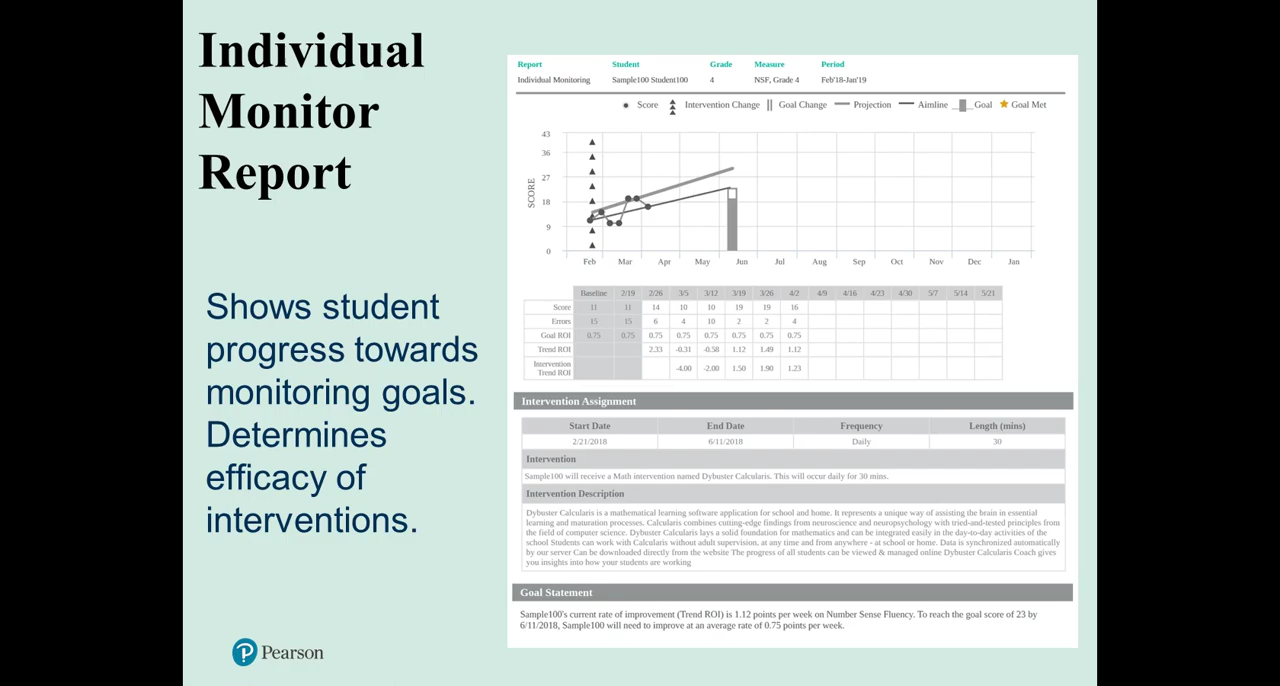 Individual
Monitor
Report
Shows student
progress towards
monitoring goals.
Determines
efficacy of
interventions.
Pearson
Report Student Grade Measure Period
Individual Monitoring Sample100 Student100 4 NSF, Grade 4 Feb'18-Jan'19
Score Intervention Change Goal Change Projection Aimline Goal Goal Met
SCORE
43
36
27
18
9
0
Feb Mar Apr May Jun Jul Aug Sep Oct Nov Dec Jan
Baseline 2/19 2/26 3/5 3/12 3/19 3/26 4/2 4/9 4/16 4/23 4/30 5/7 5/14 5/21
Score 11 11 14 10 10 19 19 16
Errors 15 15 6 4 10 2 2 4
Goal ROI 0.75 0.75 0.75 0.75 0.75 0.75 0.75 0.75
Trend ROI 2.33 -0.31 -0.58 1.12 1.49 1.12
Intervention
Trend ROI -4.00 -2.00 1.50 1.90 1.23
Intervention Assignment
Start Date End Date Frequency Length (mins)
2/21/2018 6/11/2018 Daily 30
Intervention
Sample100 will receive a Math intervention named Dybuster Calcularis. This will occur daily for 30 mins.
Intervention Description
Dybuster Calcularis is a mathematical learning software application for school and home. It represents a unique way of assisting the brain in essential
learning and maturation processes. Calcularis combines cutting-edge findings from neuroscience and neuropsychology with tried-and-tested principles from
the field of computer science. Dybuster Calcularis lays a solid foundation for mathematics and can be integrated easily in the day-to-day activities of the
school Students can work with Calcularis without adult supervision, at any time and from anywhere - at school or home. Data is synchronized automatically
by our server Can be downloaded directly from the website The progress of all students can be viewed & managed online Dybuster Calcularis Coach gives
you insights into bow your students are working
Goal Statement
Sample100's current rate of improvement (Trend ROI) is 1.12 points per week on Number Sense Fluency. To reach the goal score of 23 by
6/11/2018, Sample100 will need to improve at an average rate of 0.75 points per week.